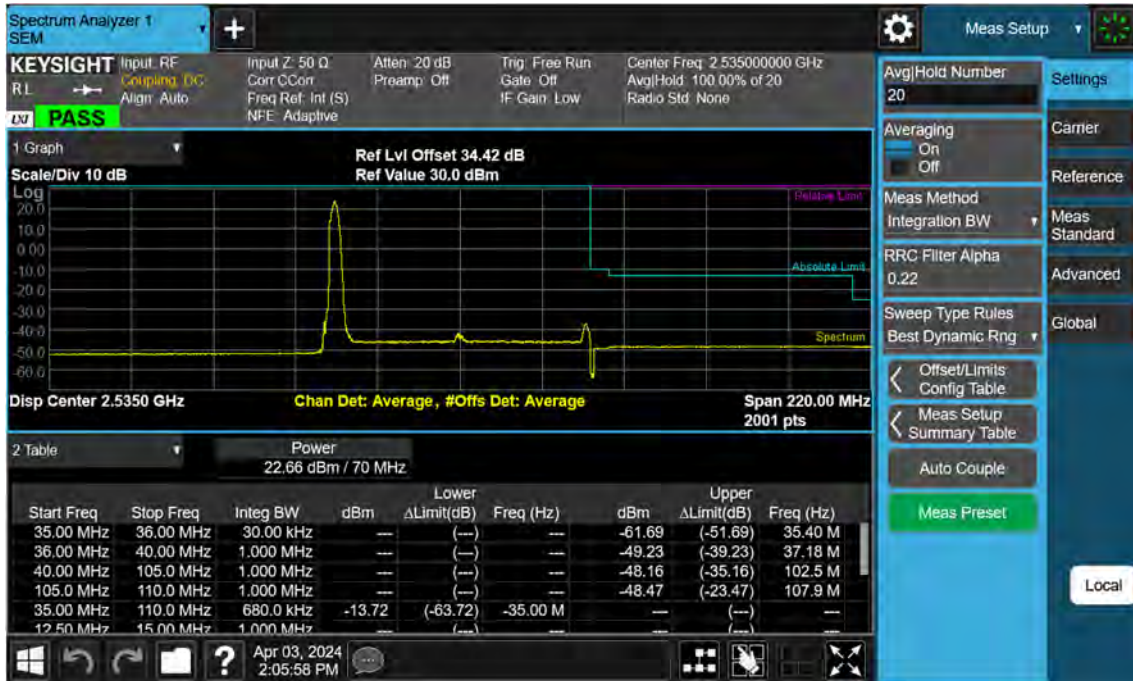 Spectrum Analyzer 1
SEM
Meas Setup
KEYSIGHT
R L
LXI
PASS
Input: RF
Coupling: DC
Align: Auto
Input Z: 50 Ω
Corr CCorr
Freq Ref: Int (S)
NFE: Adaptive
Atten: 20 dB
Preamp: Off
Trig: Free Run
Gate: Off
IF Gain: Low
Center Freq: 2.535000000 GHz
Avg|Hold: 100.00% of 20
Radio Std: None
1 Graph
Scale/Div 10 dB
Ref Lvl Offset 34.42 dB
Ref Value 30.0 dBm
Log
20.0
10.0
0.00
-10.0
-20.0
-30.0
-40.0
-50.0
-60.0
Relative Limit
Absolute Limit
Spectrum
Disp Center 2.5350 GHz
Chan Det: Average, #Offs Det: Average
Span 220.00 MHz
2001 pts
2 Table
Power
22.66 dBm / 70 MHz
Lower Upper
Start Freq Stop Freq Integ BW dBm ΔLimit(dB) Freq (Hz) dBm ΔLimit(dB) Freq (Hz)
35.00 MHz 36.00 MHz 30.00 kHz --- (---) --- -61.69 (-51.69) 35.40 M
36.00 MHz 40.00 MHz 1.000 MHz --- (---) --- -49.23 (-39.23) 37.18 M
40.00 MHz 105.0 MHz 1.000 MHz --- (---) --- -48.16 (-35.16) 102.5 M
105.0 MHz 110.0 MHz 1.000 MHz --- (---) --- -48.47 (-23.47) 107.9 M
35.00 MHz 110.0 MHz 680.0 kHz -13.72 (-63.72) -35.00 M --- (---) ---
12.50 MHz 15.00 MHz 1.000 MHz --- (---) --- --- (---) ---
Apr 03, 2024
2:05:58 PM
Avg|Hold Number
20
Averaging
On
Off
Meas Method
Integration BW
RRC Filter Alpha
0.22
Sweep Type Rules
Best Dynamic Rng
Offset/Limits
Config Table
Meas Setup
Summary Table
Auto Couple
Meas Preset
Settings
Carrier
Reference
Meas
Standard
Advanced
Global
Local